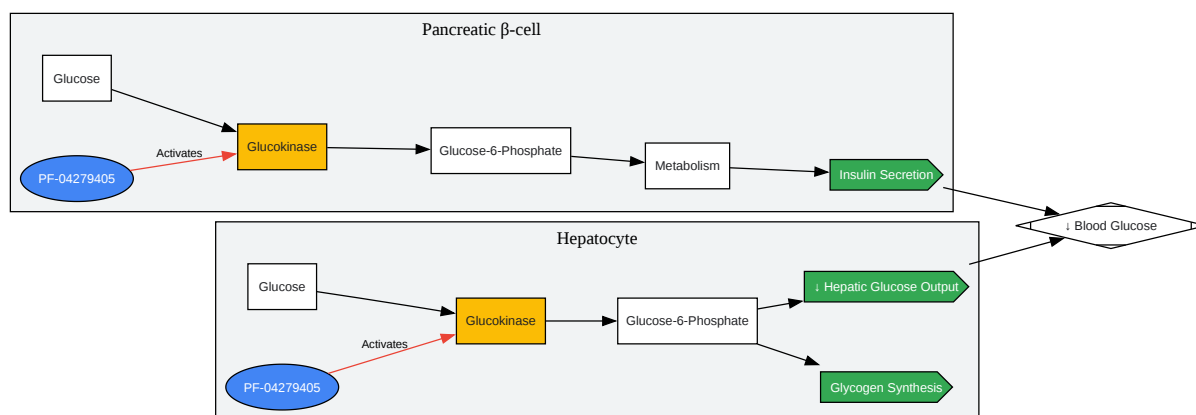 Pancreatic β-cell
Glucose
PF-04279405
Activates
Glucokinase
Glucose-6-Phosphate
Metabolism
Insulin Secretion
↓ Blood Glucose
Hepatocyte
Glucose
PF-04279405
Activates
Glucokinase
Glucose-6-Phosphate
↓ Hepatic Glucose Output
Glycogen Synthesis